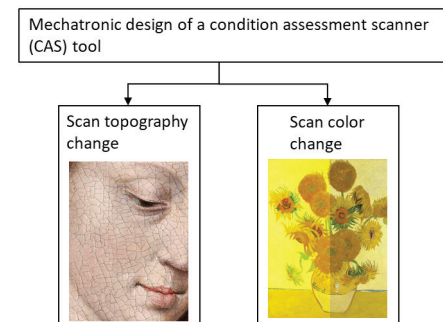 Mechatronic design of a condition assessment scanner
(CAS) tool
Scan topography
change
Scan color
change